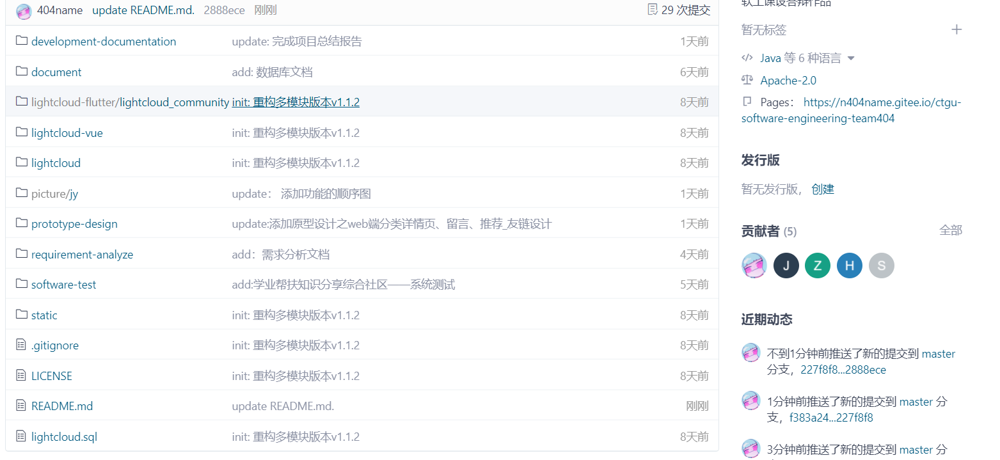 404name update README.md. 2888ece 刚刚 29 次提交
development-documentation update: 完成项目总结报告 1天前
document add: 数据库文档 6天前
lightcloud-flutter/lightcloud_community init: 重构多模块版本v1.1.2 8天前
lightcloud-vue init: 重构多模块版本v1.1.2 8天前
lightcloud init: 重构多模块版本v1.1.2 8天前
picture/jy update： 添加功能的顺序图 1天前
prototype-design update:添加原型设计之web端分类详情页、留言、推荐_友链设计 1天前
requirement-analyze add：需求分析文档 4天前
software-test add:学业帮扶知识分享综合社区——系统测试 5天前
static init: 重构多模块版本v1.1.2 8天前
.gitignore init: 重构多模块版本v1.1.2 8天前
LICENSE init: 重构多模块版本v1.1.2 8天前
README.md update README.md. 刚刚
lightcloud.sql init: 重构多模块版本v1.1.2 8天前
软工课设答辩作品
暂无标签
Java 等 6 种语言
Apache-2.0
Pages： https://n404name.gitee.io/ctgu-
software-engineering-team404
发行版
暂无发行版， 创建
贡献者 (5) 全部
J Z H S
近期动态
不到1分钟前推送了新的提交到 master
分支，227f8f8...2888ece
1分钟前推送了新的提交到 master 分
支，f383a24...227f8f8
3分钟前推送了新的提交到 master 分